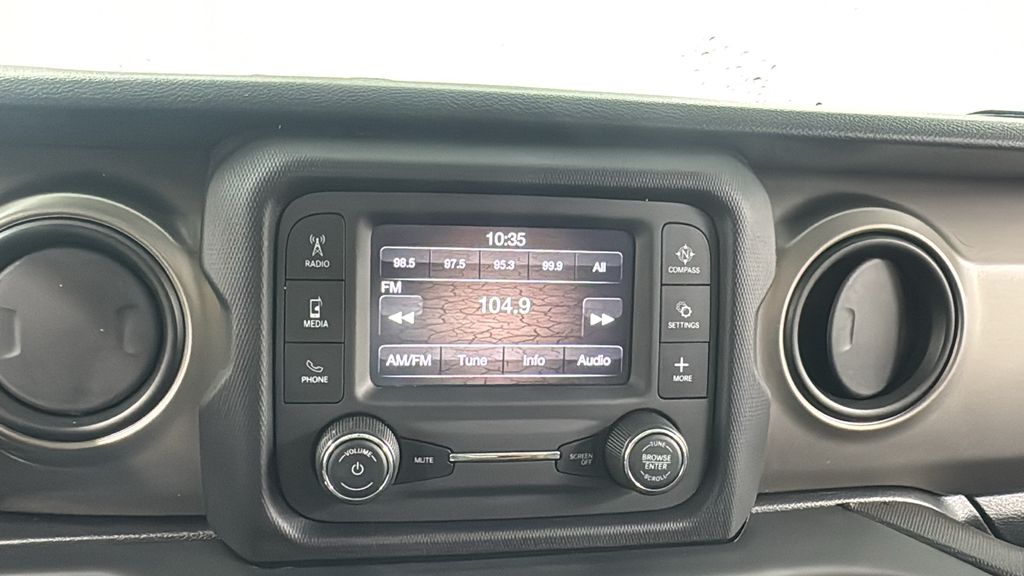 10:35
98.5 97.5 95.3 99.9 All
FM
104.9
AM/FM Tune Info Audio
RADIO
MEDIA
PHONE
N
COMPASS
SETTINGS
MORE
VOLUME
MUTE
SCREEN
OFF
TUNE
BROWSE
ENTER
SCROLL